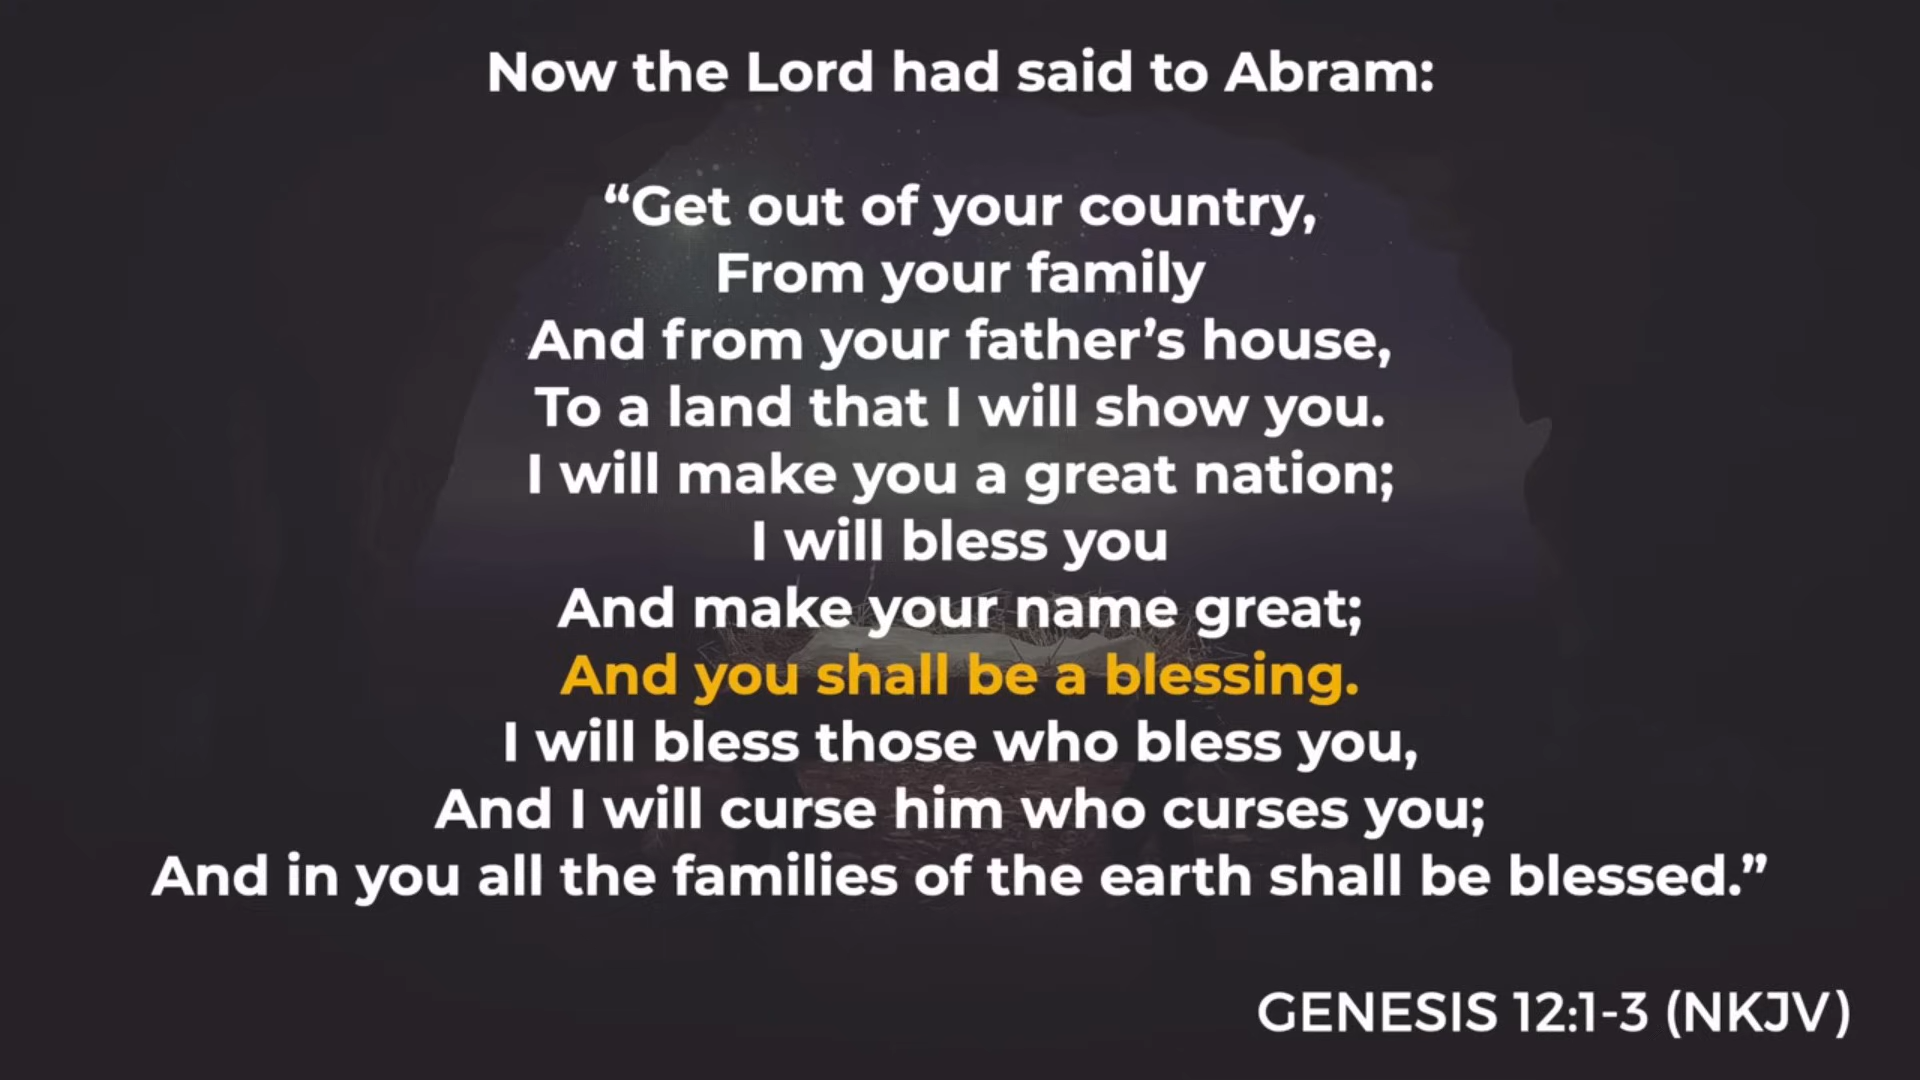 Now the Lord had said to Abram:
“Get out of your country,
From your family
And from your father’s house,
To a land that I will show you.
I will make you a great nation;
I will bless you
And make your name great;
And you shall be a blessing.
I will bless those who bless you,
And I will curse him who curses you;
And in you all the families of the earth shall be blessed.”
GENESIS 12:1-3 (NKJV)